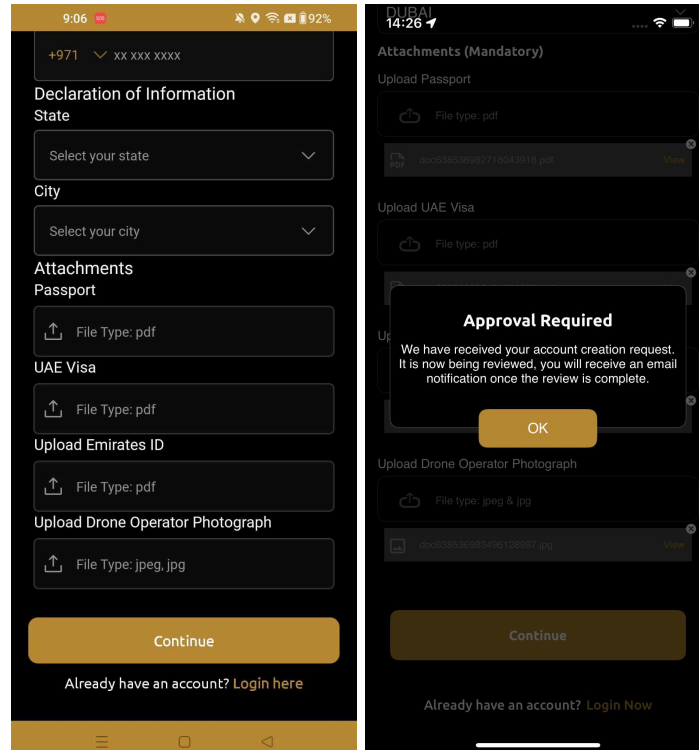 9:06
92%
+971 xx xxx xxxx
Declaration of Information
State
Select your state
City
Select your city
Attachments
Passport
File Type: pdf
UAE Visa
File Type: pdf
Upload Emirates ID
File Type: pdf
Upload Drone Operator Photograph
File Type: jpeg, jpg
Continue
Already have an account? Login here
DUBAI
14:26
Attachments (Mandatory)
Upload Passport
File type: pdf
PDF doc638536982718043918.pdf View
Upload UAE Visa
File type: pdf
Approval Required
We have received your account creation request.
It is now being reviewed, you will receive an email
notification once the review is complete.
OK
Upload Drone Operator Photograph
File type: jpeg & jpg
doc638536983496128987.jpg View
Continue
Already have an account? Login Now